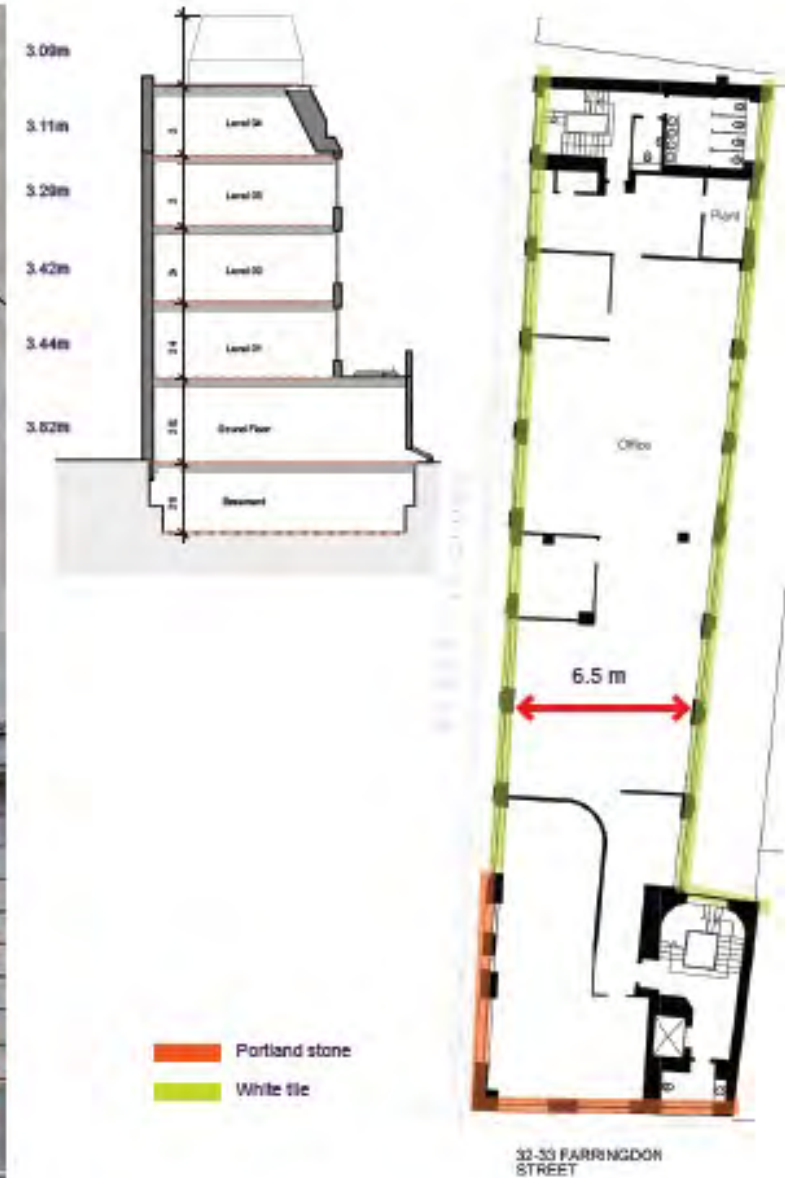 3.09m
3.11m
Level 04
3.29m
Level 03
3.42m
Level 02
3.44m
Level 01
3.82m
Ground Floor
Basement
Plant
Office
6.5 m
Portland stone
White tile
32-33 FARRINGDON
STREET